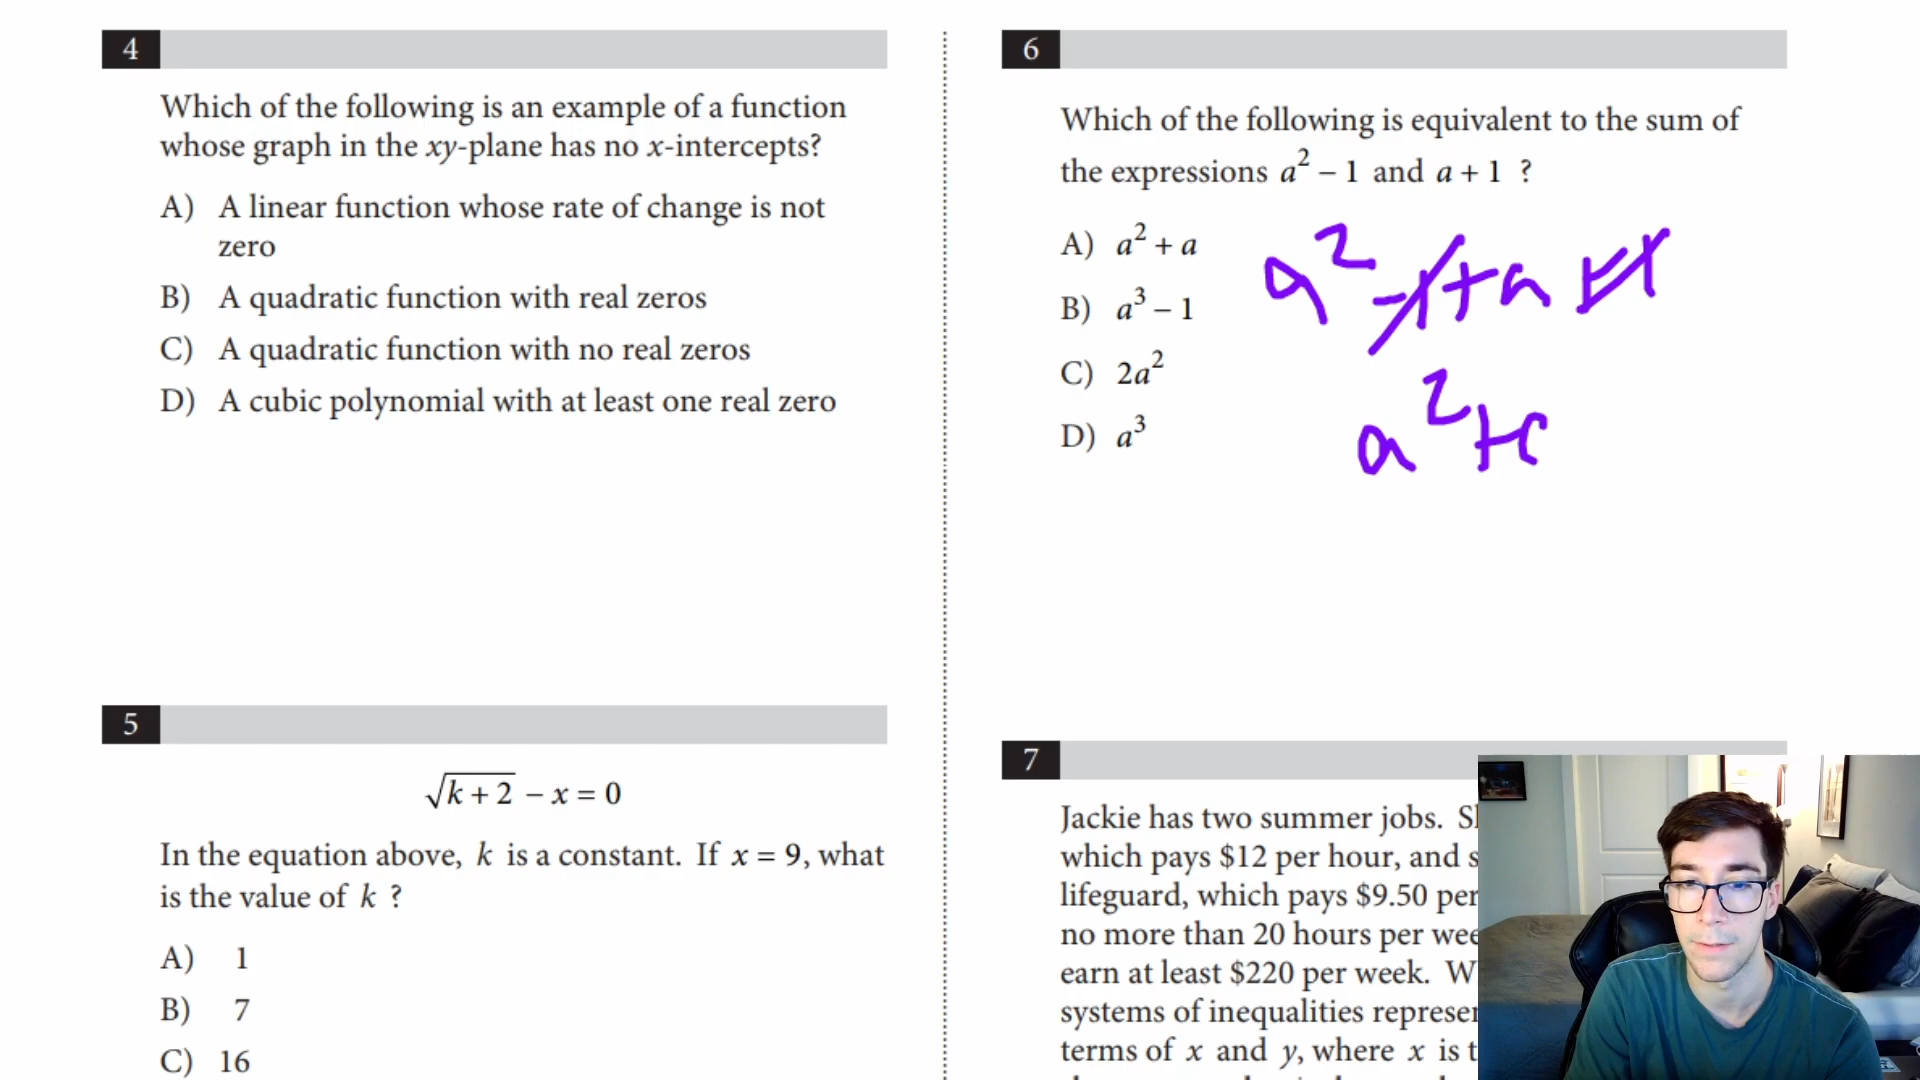 4
Which of the following is an example of a function
whose graph in the xy-plane has no x-intercepts?
A) A linear function whose rate of change is not
zero
B) A quadratic function with real zeros
C) A quadratic function with no real zeros
D) A cubic polynomial with at least one real zero
5
√k + 2 − x = 0
In the equation above, k is a constant. If x = 9, what
is the value of k ?
A) 1
B) 7
C) 16
6
Which of the following is equivalent to the sum of
the expressions a² − 1 and a + 1 ?
A) a² + a
B) a³ − 1
C) 2a²
D) a³
a² -1 + a +1
a² +
7
Jackie has two summer jobs.
which pays $12 per hour, and
lifeguard, which pays $9.50 per
no more than 20 hours per
earn at least $220 per week.
systems of inequalities
terms of x and y, where x is